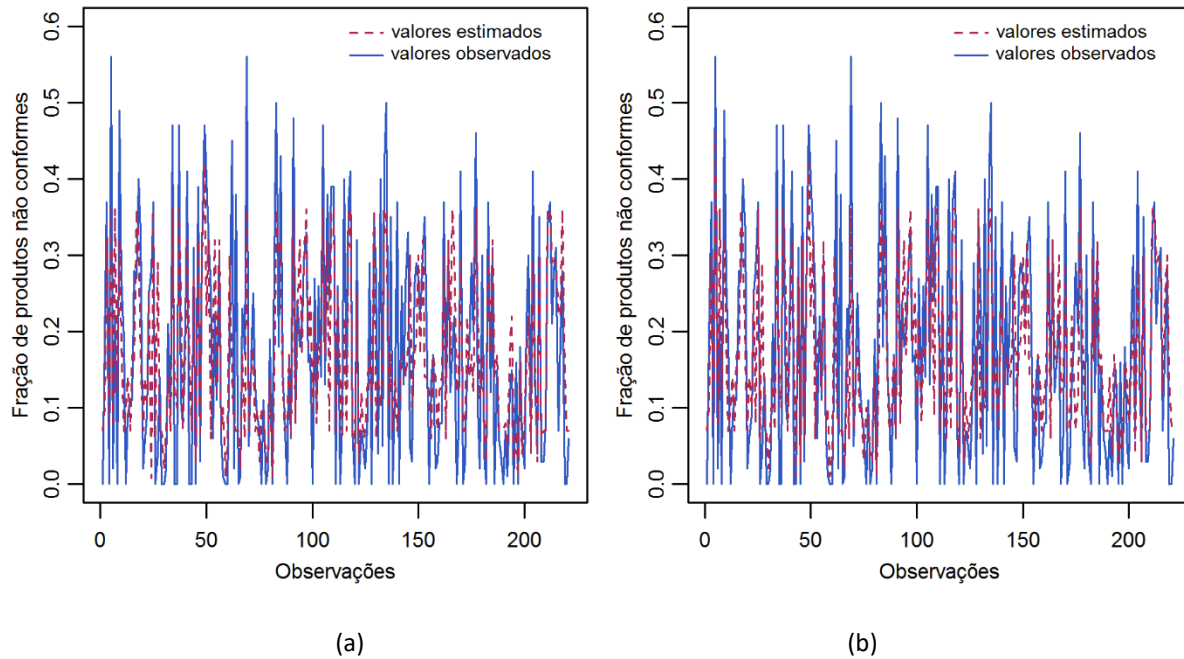 valores estimados
valores observados
Fração de produtos não conformes
0.0 0.1 0.2 0.3 0.4 0.5 0.6
0 50 100 150 200
Observações
(a)
valores estimados
valores observados
Fração de produtos não conformes
0.0 0.1 0.2 0.3 0.4 0.5 0.6
0 50 100 150 200
Observações
(b)